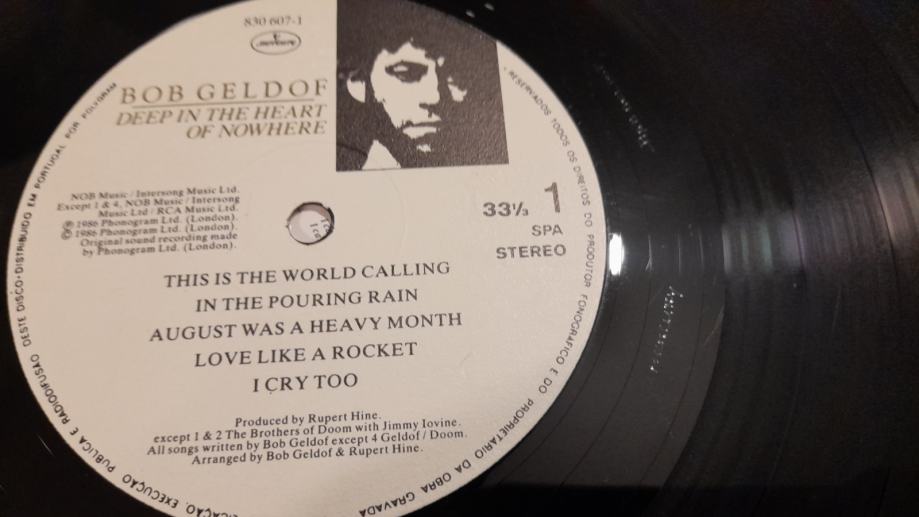 830 607-1
mercury
BOB GELDOF
DEEP IN THE HEART
OF NOWHERE
NOB Music / Intersong Music Ltd.
Except 1 & 4, NOB Music / Intersong
Music Ltd / RCA Music Ltd.
℗ 1986 Phonogram Ltd. (London).
© 1986 Phonogram Ltd. (London).
Original sound recording made
by Phonogram Ltd. (London).
33⅓ 1
SPA
STEREO
THIS IS THE WORLD CALLING
IN THE POURING RAIN
AUGUST WAS A HEAVY MONTH
LOVE LIKE A ROCKET
I CRY TOO
Produced by Rupert Hine.
except 1 & 2 The Brothers of Doom with Jimmy Iovine.
All songs written by Bob Geldof except 4 Geldof / Doom.
Arranged by Bob Geldof & Rupert Hine.
RESERVADOS TODOS OS DIREITOS DO PRODUTOR FONOGRÁFICO E DO PROPRIETÁRIO DA OBRA GRAVADA
EXECUÇÃO PÚBLICA E RADIODIFUSÃO DESTE DISCO·DISTRIBUIDO EM PORTUGAL POR POLYGRAM